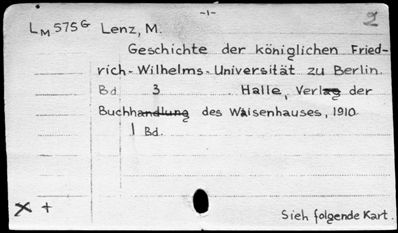 -1-
2
LM 575G Lenz, M.
Geschichte der königlichen Fried-
rich-Wilhelms-Universität zu Berlin.
Bd. 3 Halle, Verlag der
Buchhandlung des Waisenhauses, 1910.
1 Bd.
X +
Sieh folgende Kart.